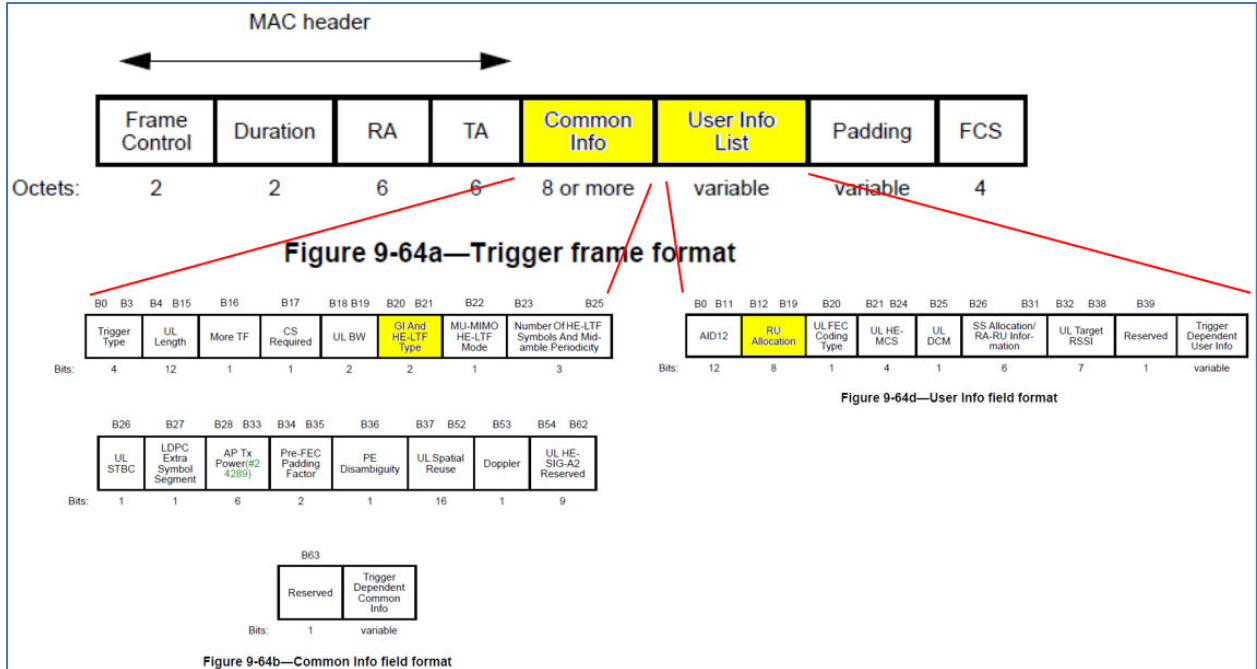 MAC header
Frame Control Duration RA TA Common Info User Info List Padding FCS
Octets: 2 2 6 6 8 or more variable variable 4
Figure 9-64a—Trigger frame format
B0 B3 B4 B15 B16 B17 B18 B19 B20 B21 B22 B23 B25
Trigger Type UL Length More TF CS Required UL BW GI And HE-LTF Type MU-MIMO HE-LTF Mode Number Of HE-LTF Symbols And Mid-amble Periodicity
Bits: 4 12 1 1 2 2 1 3
B0 B11 B12 B19 B20 B21 B24 B25 B26 B31 B32 B38 B39
AID12 RU Allocation UL FEC Coding Type UL HE-MCS UL DCM SS Allocation/ RA-RU Infor-mation UL Target RSSI Reserved Trigger Dependent User Info
Bits: 12 8 1 4 1 6 7 1 variable
Figure 9-64d—User Info field format
B26 B27 B28 B33 B34 B35 B36 B37 B52 B53 B54 B62
UL STBC LDPC Extra Symbol Segment AP Tx Power(#2 4289) Pre-FEC Padding Factor PE Disambiguity UL Spatial Reuse Doppler UL HE-SIG-A2 Reserved
Bits: 1 1 6 2 1 16 1 9
B63
Reserved Trigger Dependent Common Info
Bits: 1 variable
Figure 9-64b—Common Info field format